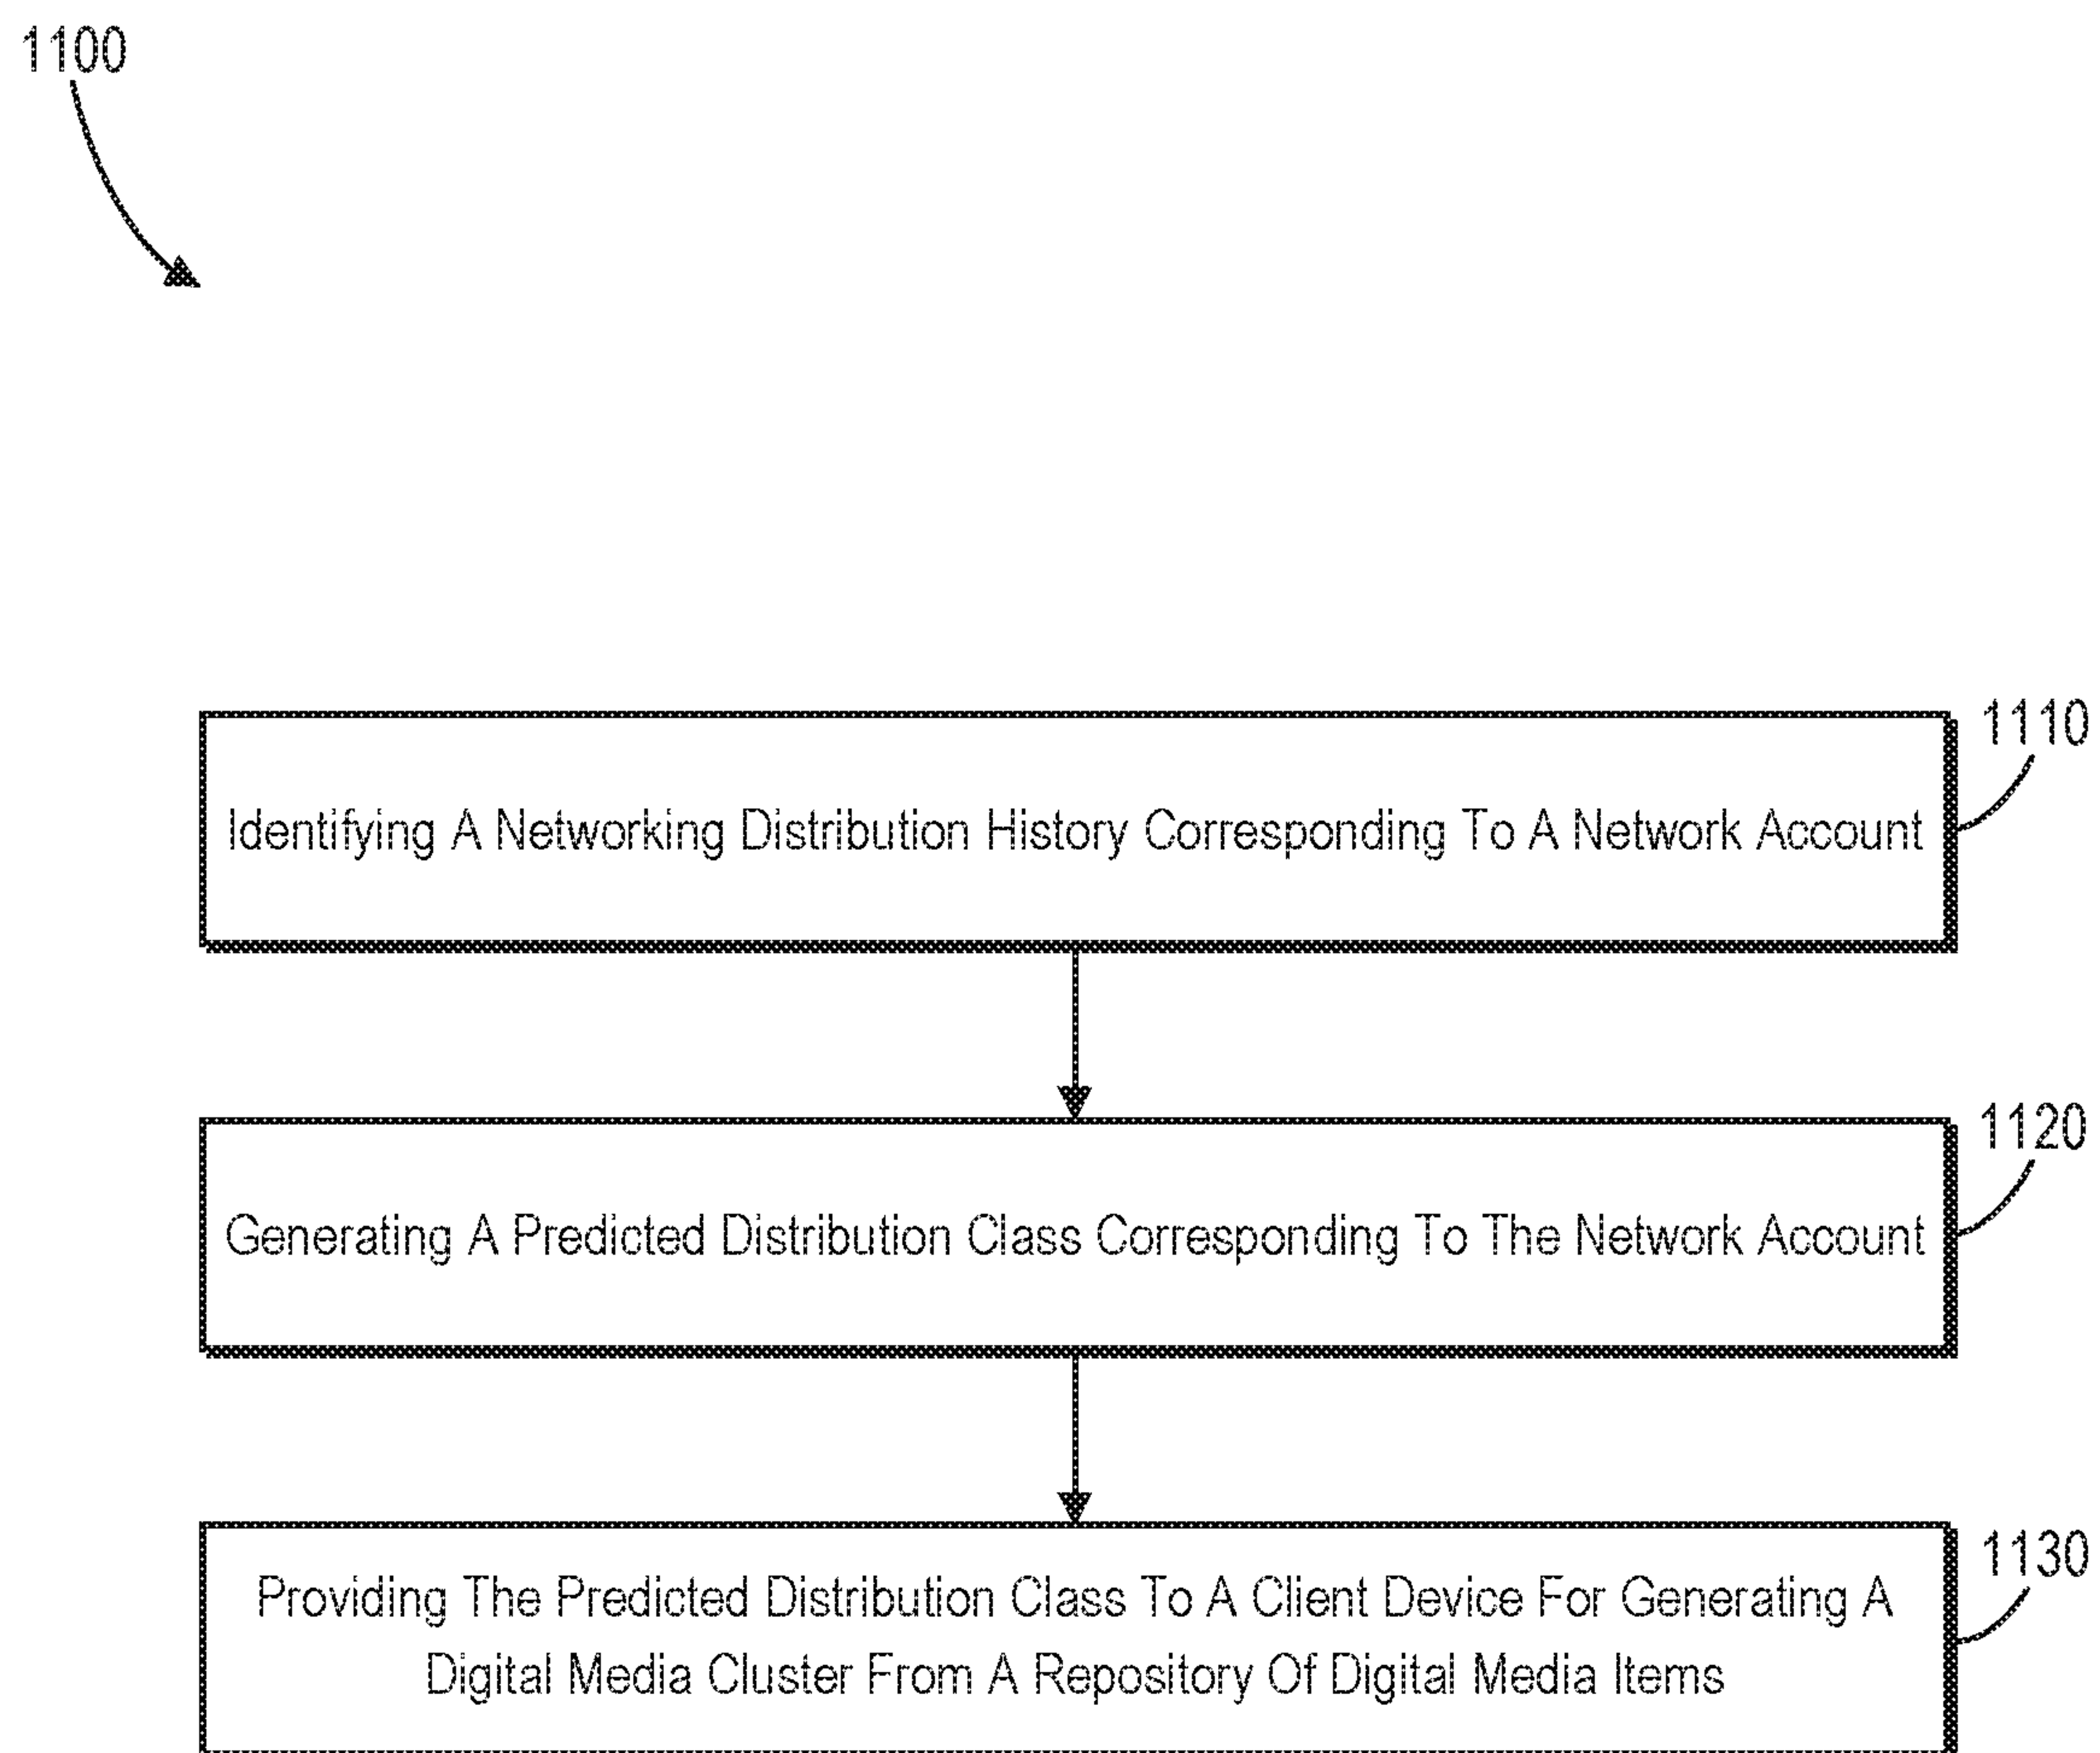 1100
1110
Identifying A Networking Distribution History Corresponding To A Network Account
1120
Generating A Predicted Distribution Class Corresponding To The Network Account
1130
Providing The Predicted Distribution Class To A Client Device For Generating A
Digital Media Cluster From A Repository Of Digital Media Items